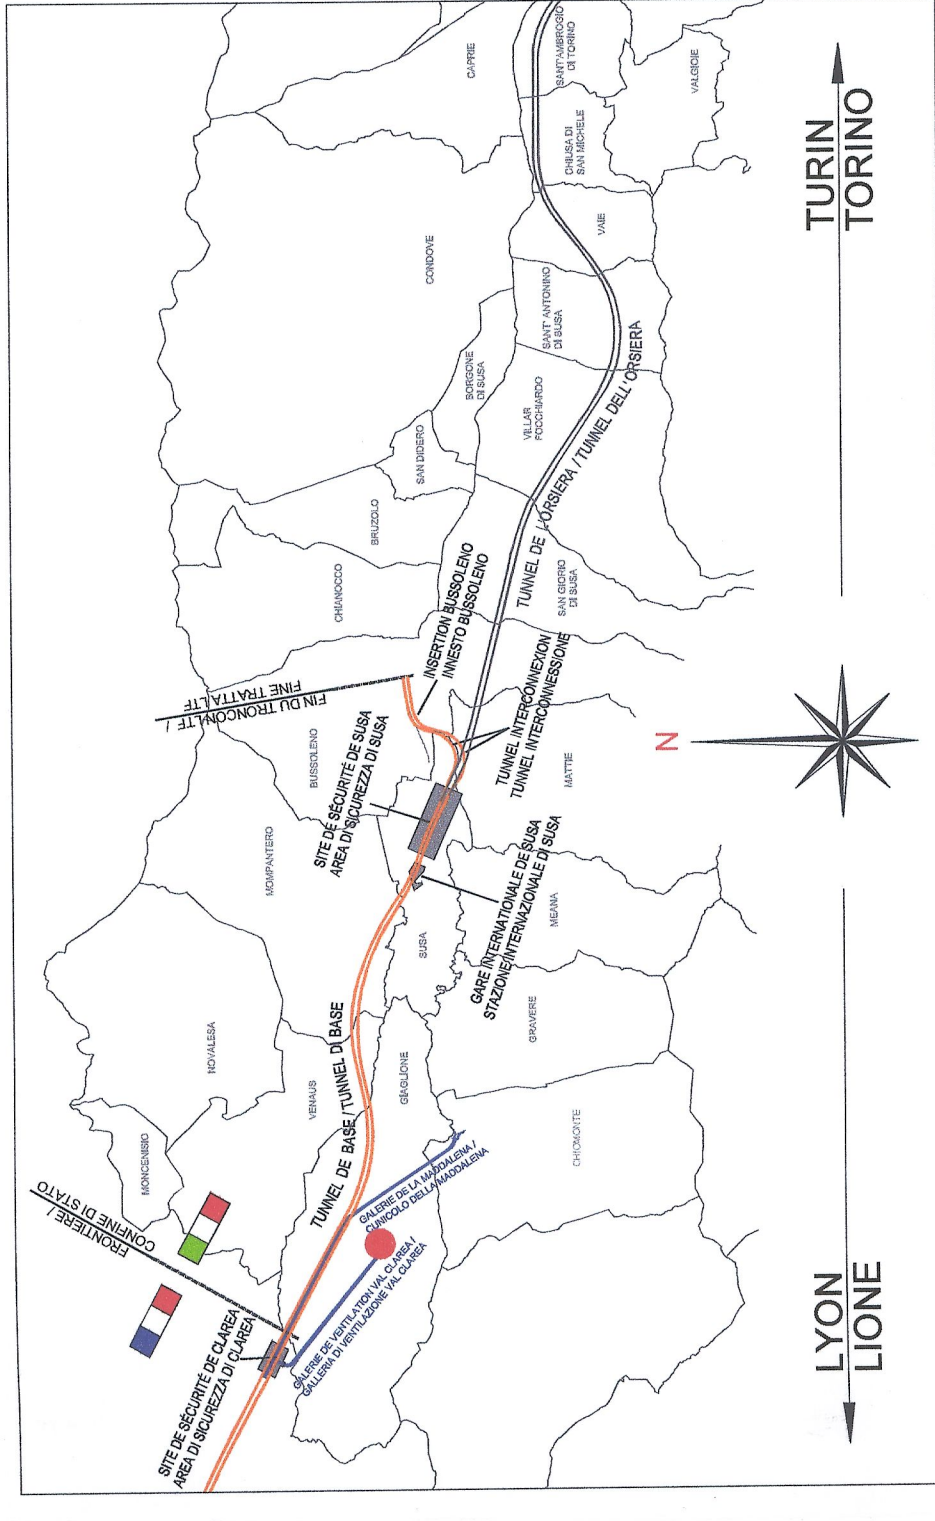 SANT'AMBROGIO
DI TORINO
CAPRIE
VALGIOIE
CHIUSA DI
SAN MICHELE
VAIE
CONDOVE
SANT' ANTONINO
DI SUSA
BORGONE
DI SUSA
VILLAR
FOCCHIARDO
SAN DIDERO
BRUZOLO
CHIANOCCO
SAN GIORIO
DI SUSA
TUNNEL DE L'ORSIERA / TUNNEL DELL'ORSIERA
INSERTION BUSSOLENO
INNESTO BUSSOLENO
FIN DU TRONCON LTF /
FINE TRATTA LTF
TUNNEL INTERCONNEXION
TUNNEL INTERCONNESSIONE
BUSSOLENO
MATTIE
SITE DE SÉCURITÉ DE SUSA
AREA DI SICUREZZA DI SUSA
MOMPANTERO
GARE INTERNATIONALE DE SUSA
STAZIONE INTERNAZIONALE DI SUSA
MEANA
SUSA
GRAVERE
NOVALESA
VENAUS
GIAGLIONE
TUNNEL DE BASE / TUNNEL DI BASE
CHIOMONTE
MONCENISIO
GALERIE DE LA MADDALENA /
CUNICOLO DELLA MADDALENA
FRONTIERE /
CONFINE DI STATO
GALERIE DE VENTILATION VAL CLAREA /
GALLERIA DI VENTILAZIONE VAL CLAREA
SITE DE SÉCURITÉ DE CLAREA
AREA DI SICUREZZA DI CLAREA
N
TURIN
TORINO
LYON
LIONE